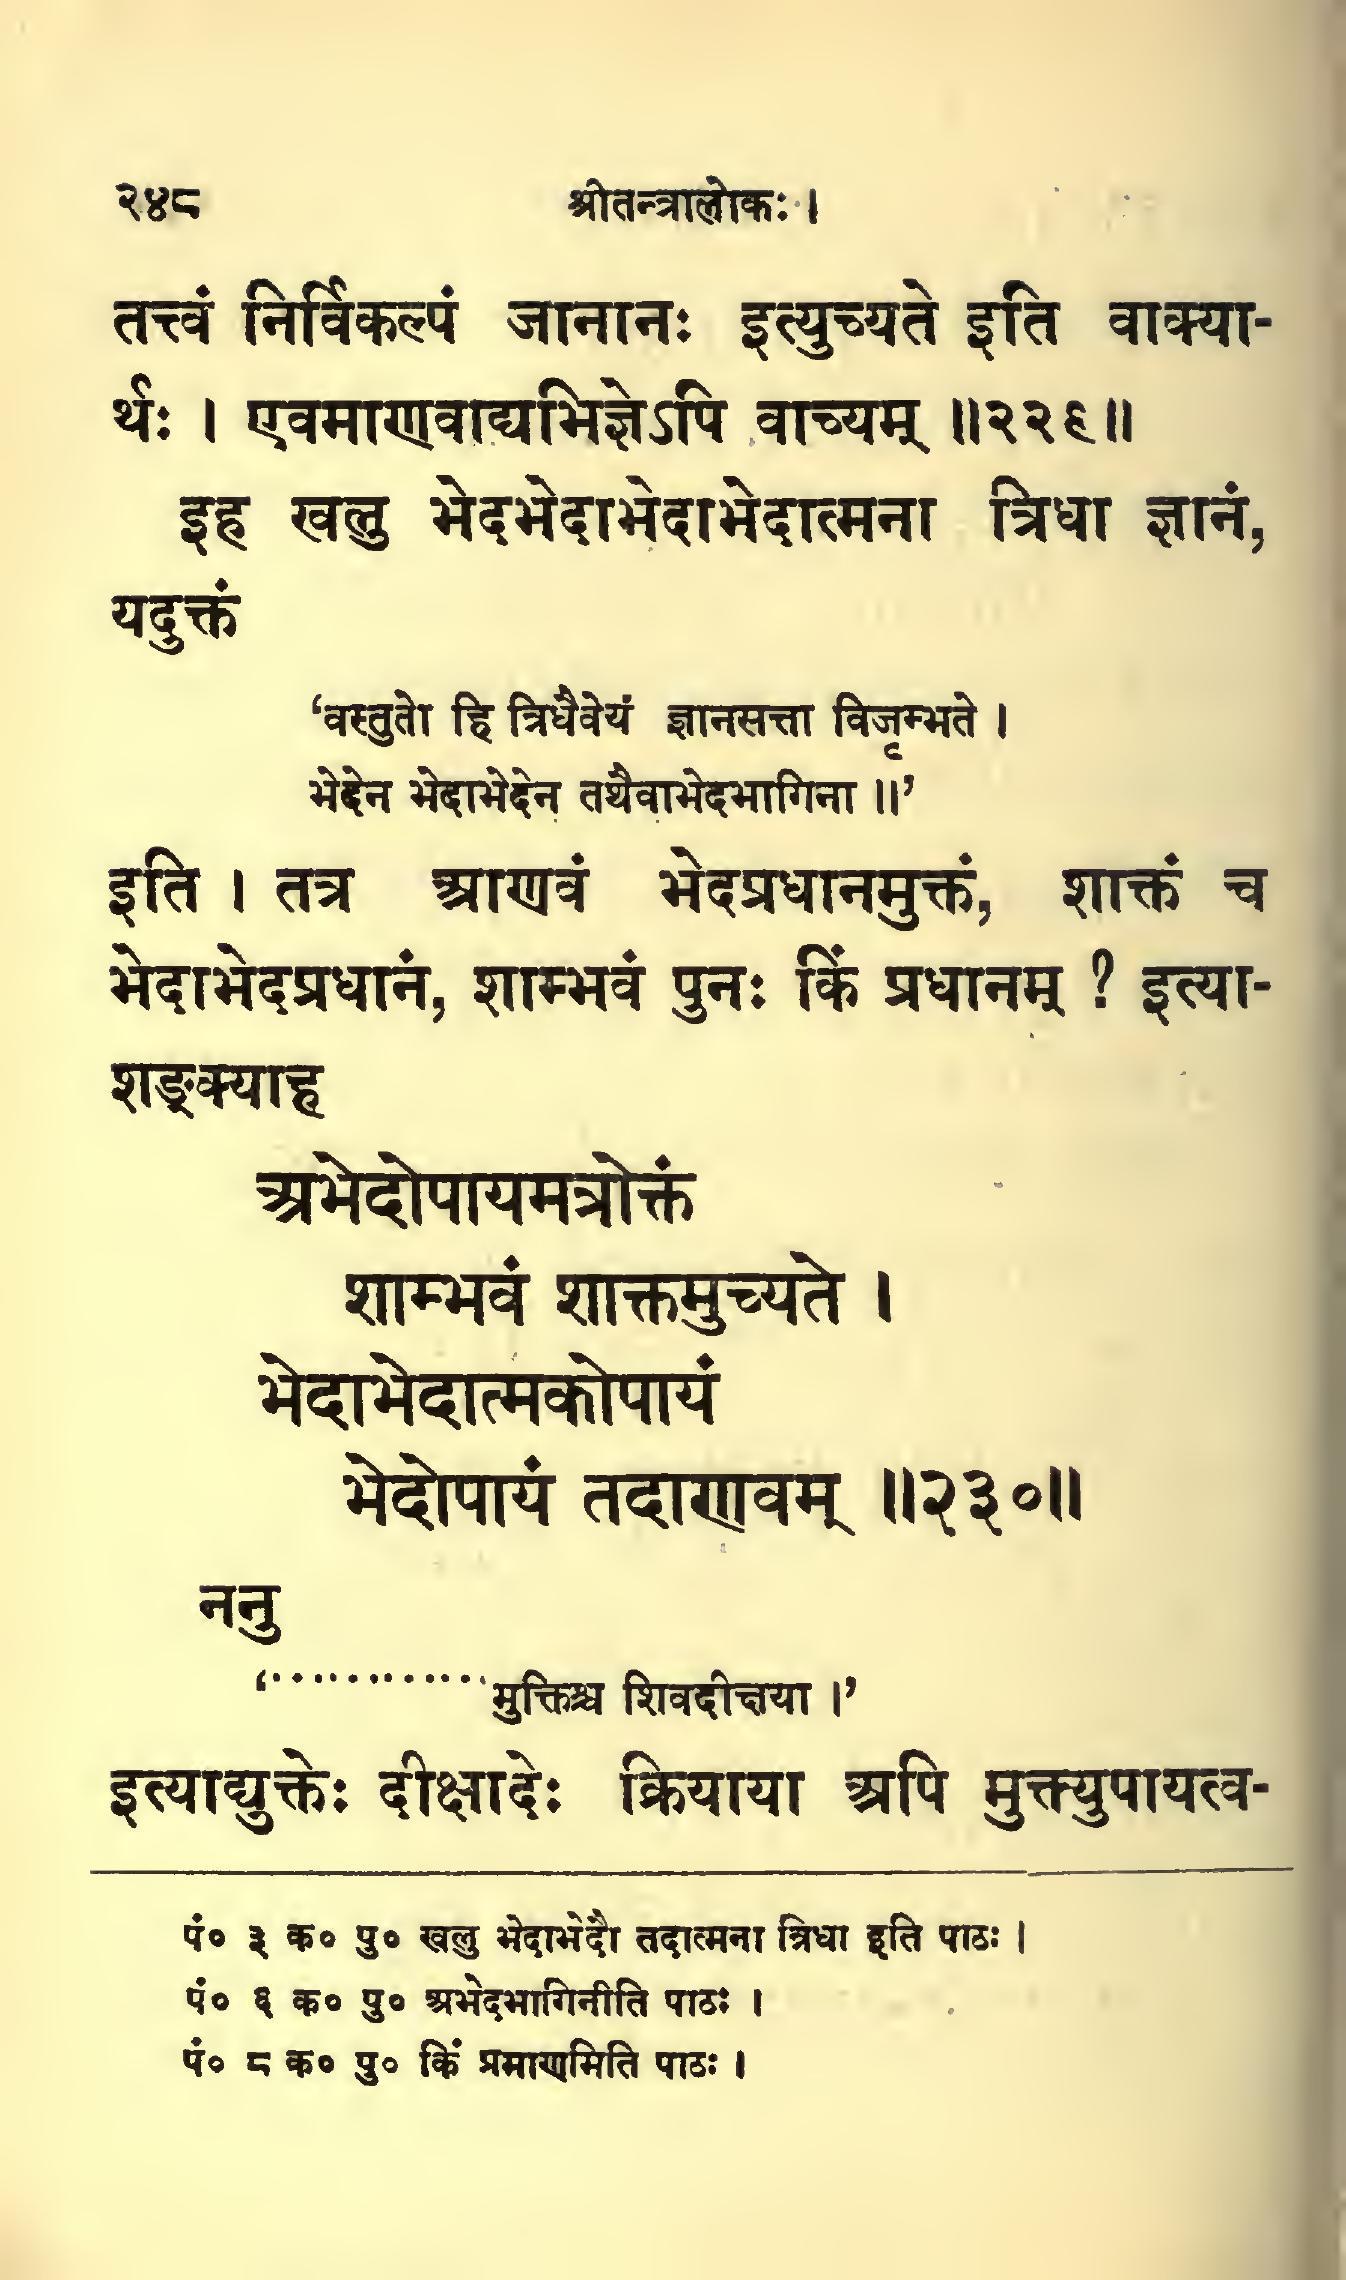 २४८ श्रीतन्त्रालोकः ।
तत्त्वं निर्विकल्पं जानानः इत्युच्यते इति वाक्या-
र्थः । एवमाणवाद्यभिज्ञेऽपि वाच्यम् ॥२२९॥
इह खलु भेदभेदाभेदाभेदात्मना त्रिधा ज्ञानं,
यदुक्तं
‘वस्तुतो हि त्रिधैवेयं ज्ञानसत्ता विजृम्भते ।
भेदेन भेदाभेदेन तथैवाभेदभागिना ॥’
इति । तत्र आणवं भेदप्रधानमुक्तं, शाक्तं च
भेदाभेदप्रधानं, शाम्भवं पुनः किं प्रधानम् ? इत्या-
शङ्क्याह
अभेदोपायमत्रोक्तं
शाम्भवं शाक्तमुच्यते ।
भेदाभेदात्मकोपायं
भेदोपायं तदाणवम् ॥२३०॥
ननु
‘············मुक्तिश्च शिवदीक्षया ।’
इत्याद्युक्तेः दीक्षादेः क्रियाया अपि मुक्त्युपायत्व-
पं० ३ क० पु० खलु भेदाभेदौ तदात्मना त्रिधा इति पाठः ।
पं० ६ क० पु० अभेदभागिनीति पाठः ।
पं० ८ क० पु० किं प्रमाणमिति पाठः ।